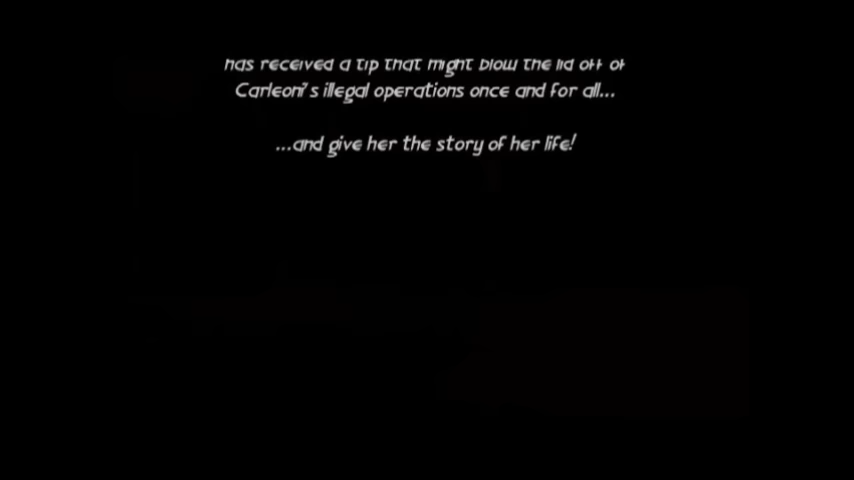 has received a tip that might blow the lid off of
Carleoni's illegal operations once and for all...
...and give her the story of her life!